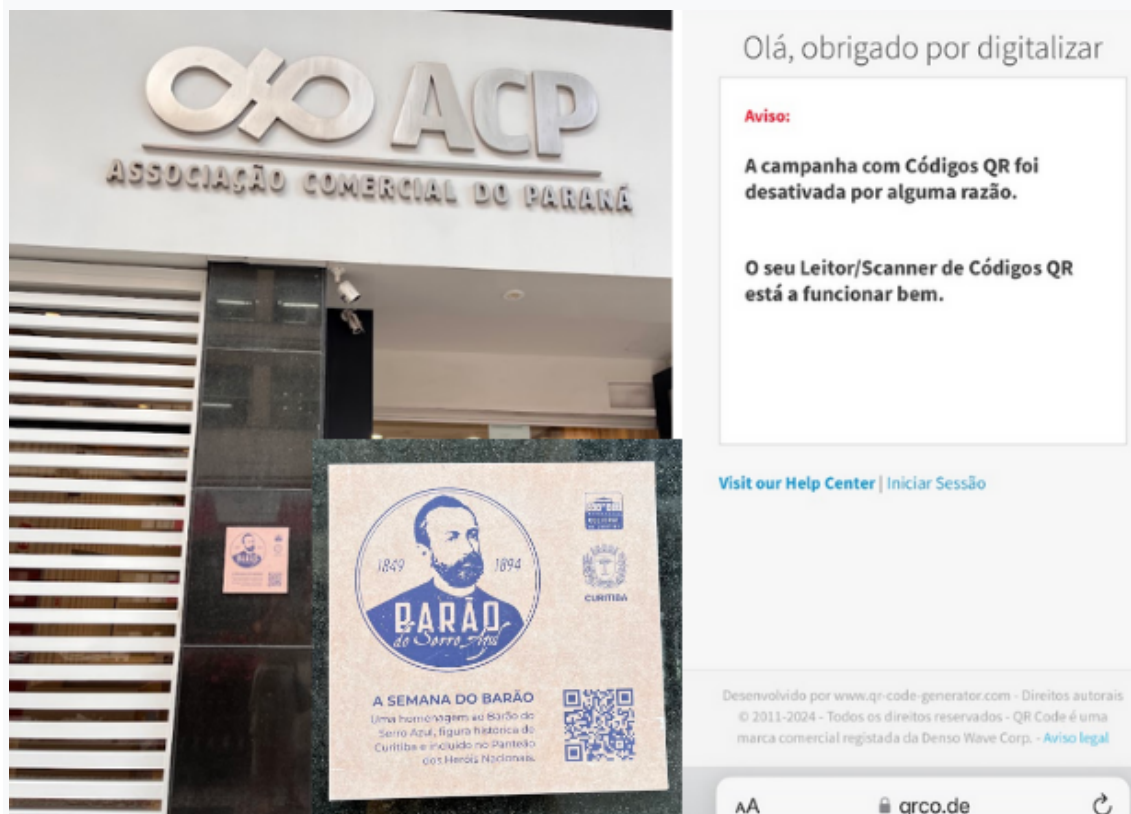 ACP
ASSOCIAÇÃO COMERCIAL DO PARANÁ
1849
1894
BARÃO
do Serro Azul
CURITIBA
A SEMANA DO BARÃO
Uma homenagem ao Barão do
Serro Azul, figura histórica de
Curitiba e incluído no Panteão
dos Heróis Nacionais.
Olá, obrigado por digitalizar
Aviso:
A campanha com Códigos QR foi
desativada por alguma razão.
O seu Leitor/Scanner de Códigos QR
está a funcionar bem.
Visit our Help Center | Iniciar Sessão
Desenvolvido por www.qr-code-generator.com - Direitos autorais
© 2011-2024 - Todos os direitos reservados - QR Code é uma
marca comercial registada da Denso Wave Corp. - Aviso legal
AA
qrco.de